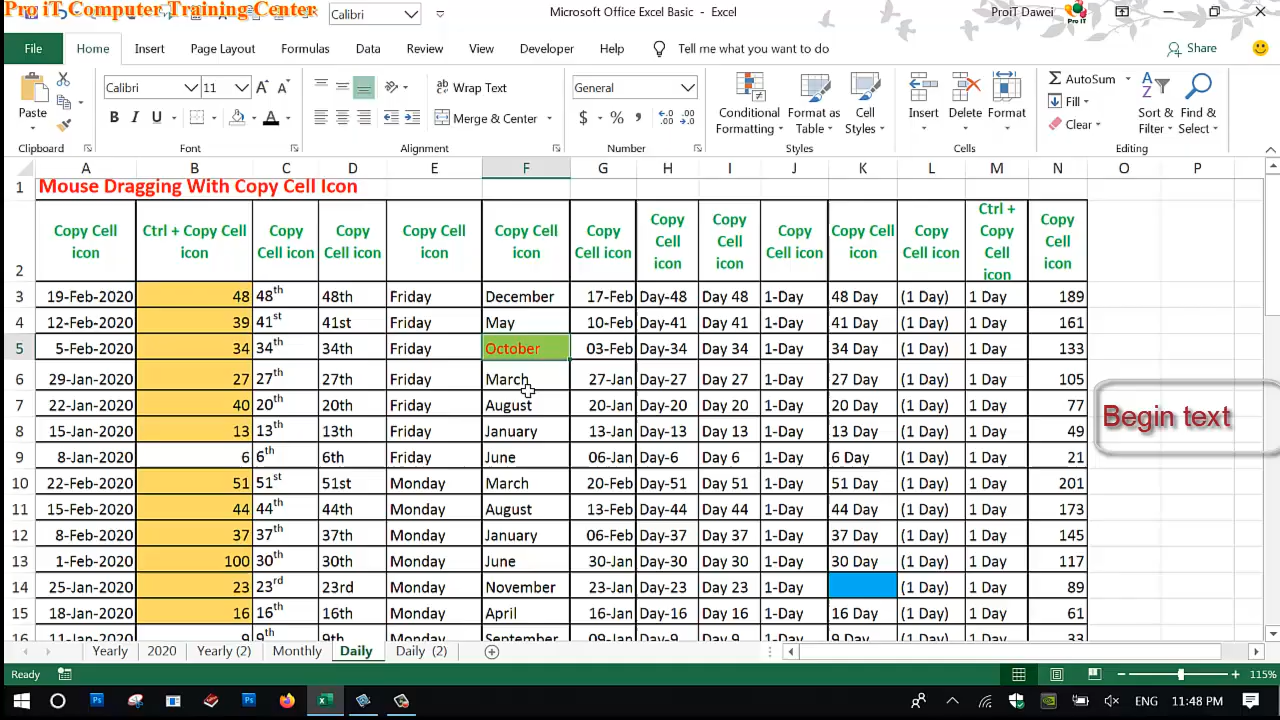 Pro iT Computer Training Center
Calibri
Microsoft Office Excel Basic - Excel
ProiT Dawei
Pro iT
File Home Insert Page Layout Formulas Data Review View Developer Help Tell me what you want to do Share
Calibri 11 A A Wrap Text General AutoSum
Paste B I U A Merge & Center $ % , Conditional Formatting Format as Table Cell Styles Insert Delete Format Fill Clear Sort & Filter Find & Select
Clipboard Font Alignment Number Styles Cells Editing
A B C D E F G H I J K L M N O P
1 Mouse Dragging With Copy Cell Icon
2 Copy Cell icon Ctrl + Copy Cell icon Copy Cell icon Copy Cell icon Copy Cell icon Copy Cell icon Copy Cell icon Copy Cell icon Copy Cell icon Copy Cell icon Copy Cell icon Copy Cell icon Ctrl + Copy Cell icon Copy Cell icon
3 19-Feb-2020 48 48th 48th Friday December 17-Feb Day-48 Day 48 1-Day 48 Day (1 Day) 1 Day 189
4 12-Feb-2020 39 41st 41st Friday May 10-Feb Day-41 Day 41 1-Day 41 Day (1 Day) 1 Day 161
5 5-Feb-2020 34 34th 34th Friday October 03-Feb Day-34 Day 34 1-Day 34 Day (1 Day) 1 Day 133
6 29-Jan-2020 27 27th 27th Friday March 27-Jan Day-27 Day 27 1-Day 27 Day (1 Day) 1 Day 105
7 22-Jan-2020 40 20th 20th Friday August 20-Jan Day-20 Day 20 1-Day 20 Day (1 Day) 1 Day 77
8 15-Jan-2020 13 13th 13th Friday January 13-Jan Day-13 Day 13 1-Day 13 Day (1 Day) 1 Day 49
9 8-Jan-2020 6 6th 6th Friday June 06-Jan Day-6 Day 6 1-Day 6 Day (1 Day) 1 Day 21
10 22-Feb-2020 51 51st 51st Monday March 20-Feb Day-51 Day 51 1-Day 51 Day (1 Day) 1 Day 201
11 15-Feb-2020 44 44th 44th Monday August 13-Feb Day-44 Day 44 1-Day 44 Day (1 Day) 1 Day 173
12 8-Feb-2020 37 37th 37th Monday January 06-Feb Day-37 Day 37 1-Day 37 Day (1 Day) 1 Day 145
13 1-Feb-2020 100 30th 30th Monday June 30-Jan Day-30 Day 30 1-Day 30 Day (1 Day) 1 Day 117
14 25-Jan-2020 23 23rd 23rd Monday November 23-Jan Day-23 Day 23 1-Day (1 Day) 1 Day 89
15 18-Jan-2020 16 16th 16th Monday April 16-Jan Day-16 Day 16 1-Day 16 Day (1 Day) 1 Day 61
16 11-Jan-2020 9 9th 9th Monday September 09-Jan Day-9 Day 9 1-Day 9 Day (1 Day) 1 Day 33
Begin text
Yearly 2020 Yearly (2) Monthly Daily Daily (2)
Ready 115%
ENG 11:48 PM